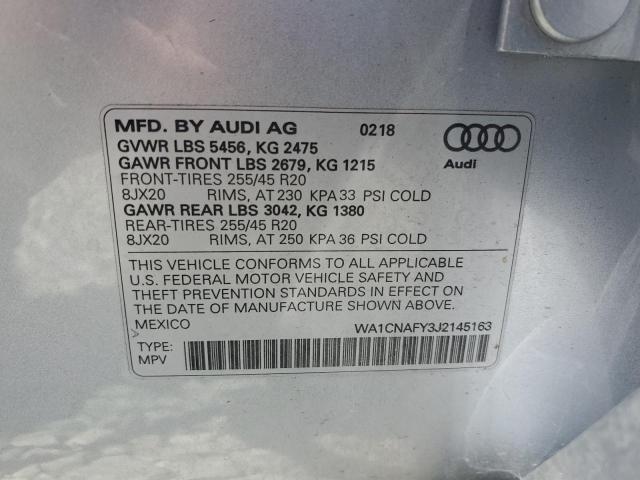 MFD. BY AUDI AG 0218
GVWR LBS 5456, KG 2475
GAWR FRONT LBS 2679, KG 1215
Audi
FRONT-TIRES 255/45 R20
8JX20 RIMS, AT 230 KPA 33 PSI COLD
GAWR REAR LBS 3042, KG 1380
REAR-TIRES 255/45 R20
8JX20 RIMS, AT 250 KPA 36 PSI COLD
THIS VEHICLE CONFORMS TO ALL APPLICABLE
U.S. FEDERAL MOTOR VEHICLE SAFETY AND
THEFT PREVENTION STANDARDS IN EFFECT ON
THE DATE OF MANUFACTURE SHOWN ABOVE.
MEXICO WA1CNAFY3J2145163
TYPE:
MPV